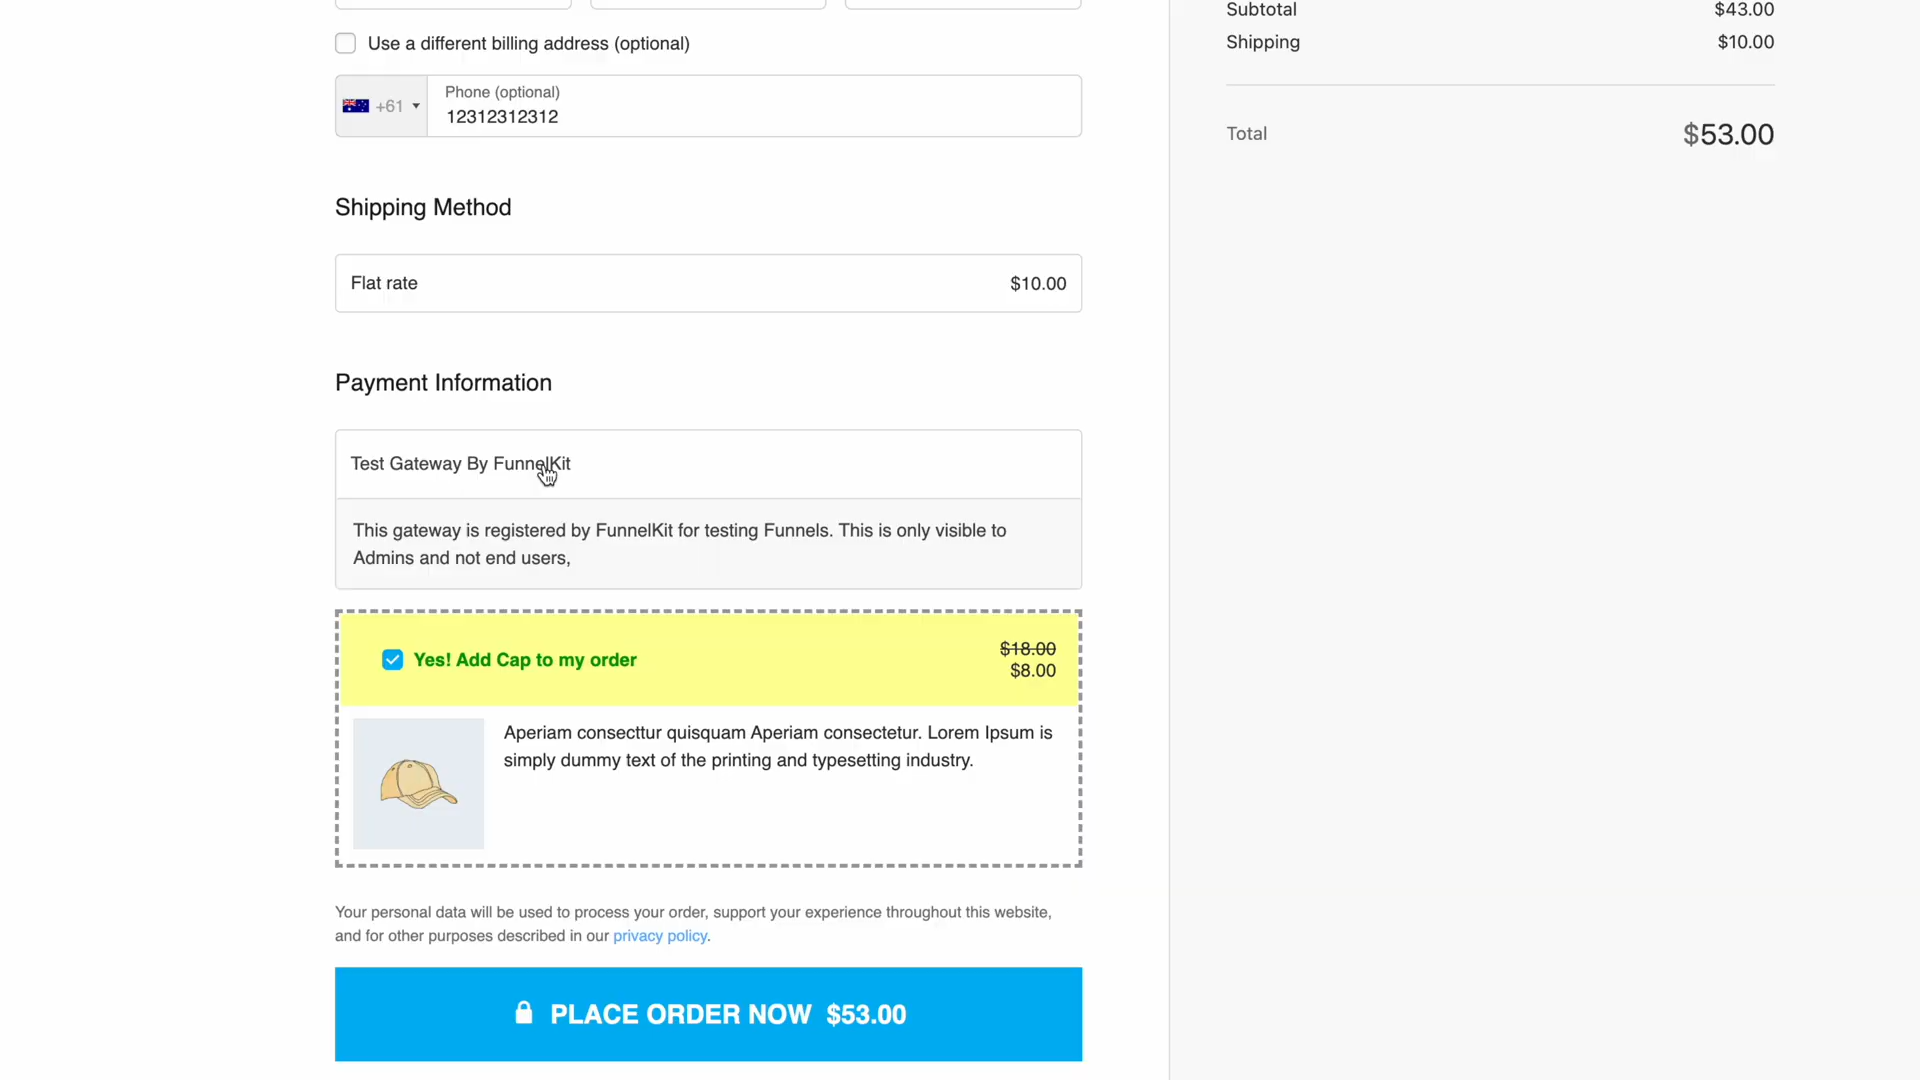 Subtotal $43.00
Use a different billing address (optional)
Shipping $10.00
+61
Phone (optional)
12312312312
Total $53.00
Shipping Method
Flat rate $10.00
Payment Information
Test Gateway By FunnelKit
This gateway is registered by FunnelKit for testing Funnels. This is only visible to
Admins and not end users,
Yes! Add Cap to my order
$18.00
$8.00
Aperiam consecttur quisquam Aperiam consectetur. Lorem Ipsum is
simply dummy text of the printing and typesetting industry.
Your personal data will be used to process your order, support your experience throughout this website,
and for other purposes described in our privacy policy.
PLACE ORDER NOW $53.00